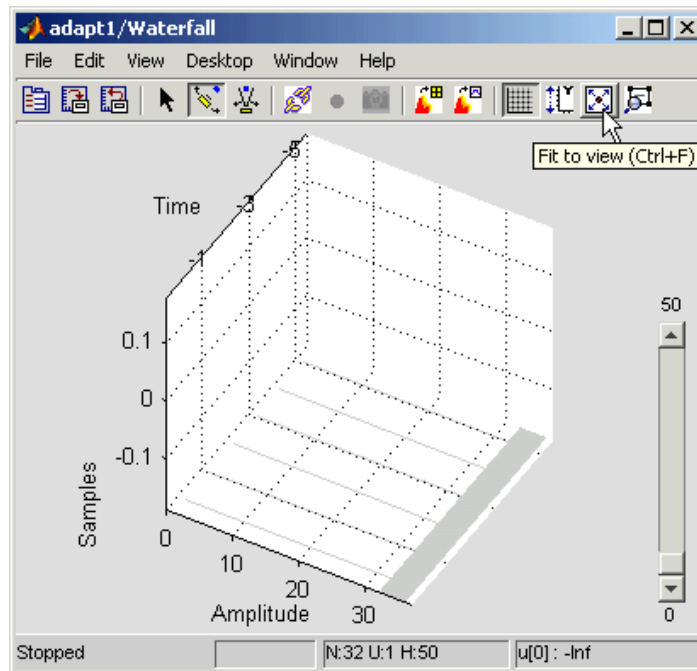 adapt1/Waterfall
File Edit View Desktop Window Help
Fit to view (Ctrl+F)
-5
Time -3
-1
50
0.1
0
-0.1
Samples
0
10
20
30
Amplitude
0
Stopped N:32 U:1 H:50 u[0] : -Inf